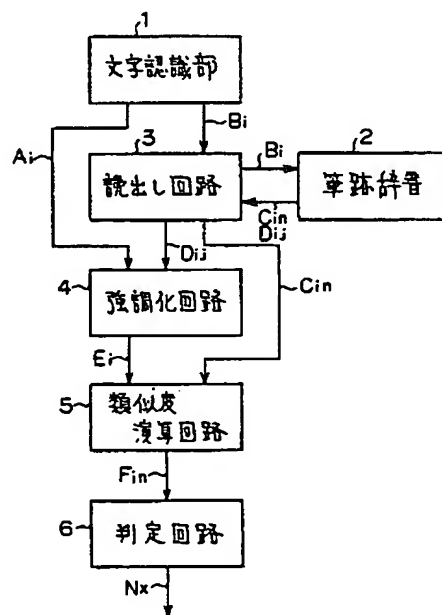 1
文字認識部
Ai
Bi
3
読出し回路
Bi
2
筆跡辞書
Cin
Dij
Dij
Cin
4
強調化回路
Ei
5
類似度
演算回路
Fin
6
判定回路
Nx